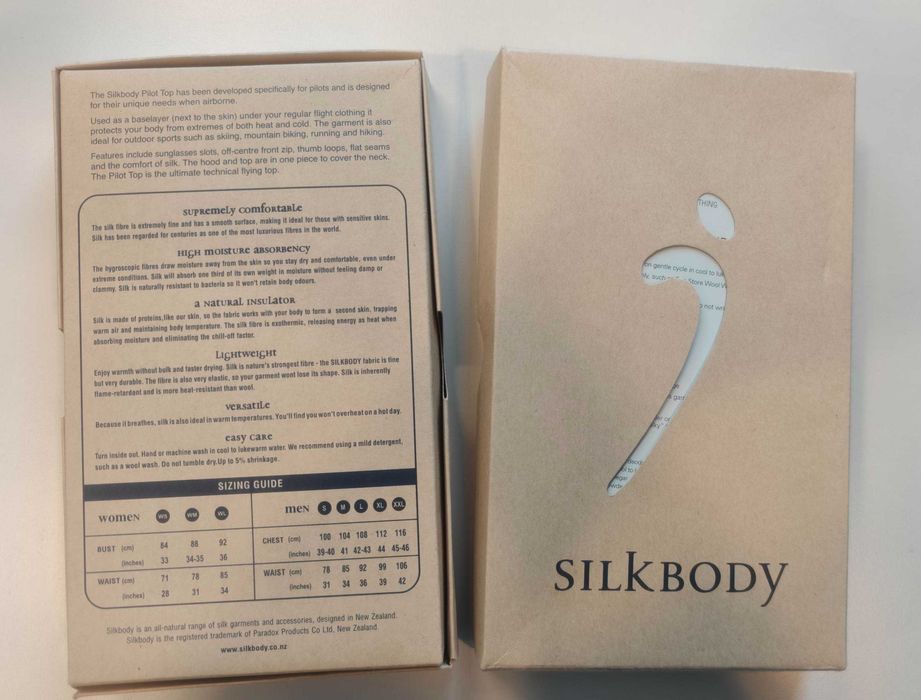 The Silkbody Pilot Top has been developed specifically for pilots and is designed
for their unique needs when airborne.
Used as a baselayer (next to the skin) under your regular flight clothing it
protects your body from extremes of both heat and cold. The garment is also
ideal for outdoor sports such as skiing, mountain biking, running and hiking.
Features include sunglasses slots, off-centre front zip, thumb loops, flat seams
and the comfort of silk. The hood and top are in one piece to cover the neck.
The Pilot Top is the ultimate technical flying top.
supremely comfortable
The silk fibre is extremely fine and has a smooth surface, making it ideal for those with sensitive skins.
Silk has been regarded for centuries as one of the most luxurious fibres in the world.
HIGH moisture absorbency
The hygroscopic fibres draw moisture away from the skin so you stay dry and comfortable, even under
extreme conditions. Silk will absorb one third of its own weight in moisture without feeling damp or
clammy. Silk is naturally resistant to bacteria so it won't retain body odours.
a natural insulator
Silk is made of proteins,like our skin, so the fabric works with your body to form a second skin, trapping
warm air and maintaining body temperature. The silk fibre is exothermic, releasing energy as heat when
absorbing moisture and eliminating the chill-off factor.
Lightweight
Enjoy warmth without bulk and faster drying. Silk is nature's strongest fibre - the SILKBODY fabric is fine
but very durable. The fibre is also very elastic, so your garment wont lose its shape. Silk is inherently
flame-retardant and is more heat-resistant than wool.
versatile
Because it breathes, silk is also ideal in warm temperatures. You'll find you won't overheat on a hot day.
easy care
Turn inside out. Hand or machine wash in cool to lukewarm water. We recommend using a mild detergent,
such as a wool wash. Do not tumble dry.Up to 5% shrinkage.
SIZING GUIDE
women WS WM WL
BUST (cm) 84 88 92
(inches) 33 34-35 36
WAIST (cm) 71 78 85
(inches) 28 31 34
men S M L XL XXL
CHEST (cm) 100 104 108 112 116
(inches) 39-40 41 42-43 44 45-46
WAIST (cm) 78 85 92 99 106
(inches) 31 34 36 39 42
Silkbody is an all-natural range of silk garments and accessories, designed in New Zealand.
Silkbody is the registered trademark of Paradox Products Co Ltd, New Zealand
www.silkbody.co.nz
THING
on gentle cycle in cool to luk
Store Wool W
not wri
SILKBODY